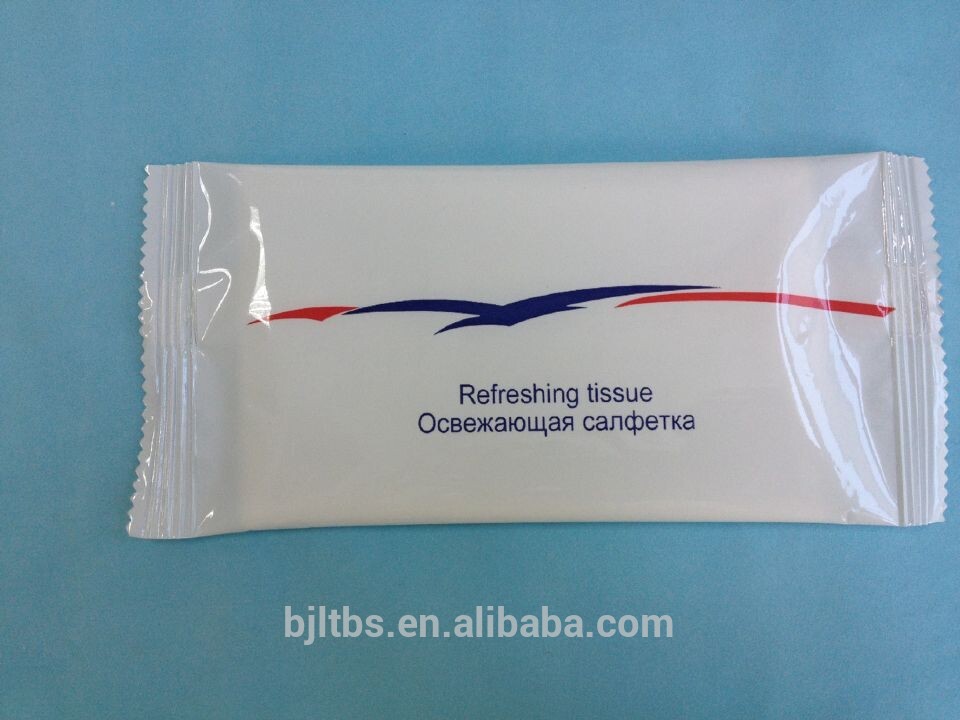 Refreshing tissue
Освежающая салфетка
bjltbs.en.alibaba.com